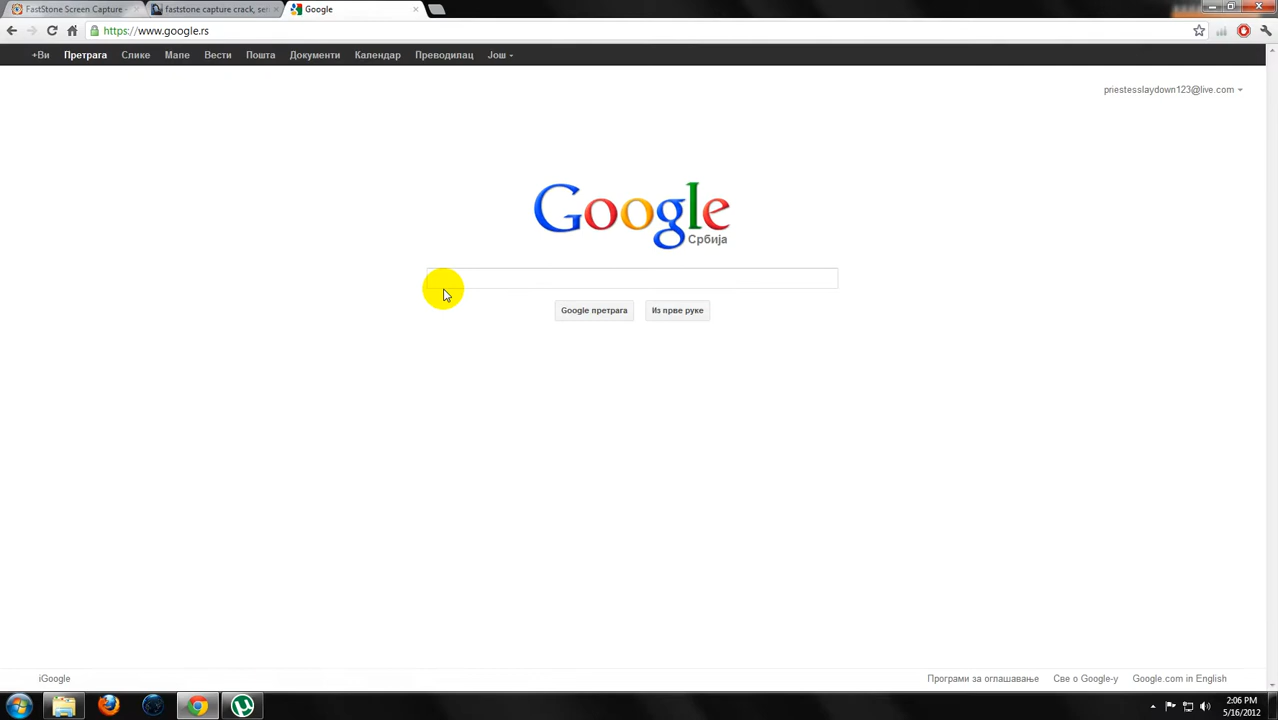 FastStone Screen Capture -
faststone capture crack, ser
Google
https://www.google.rs
+Ви Претрага Слике Мапе Вести Пошта Документи Календар Преводилац Још
priestesslaydown123@live.com
Google
Србија
Google претрага Из прве руке
iGoogle Програми за оглашавање Све о Google-у Google.com in English
2:06 PM
5/16/2012